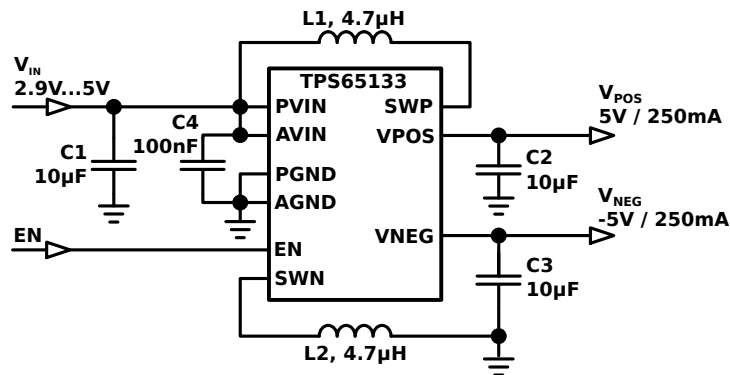 L1, 4.7µH
VIN
2.9V...5V
TPS65133
PVIN
SWP
VPOS
5V / 250mA
C4
100nF
AVIN
VPOS
C1
10µF
C2
10µF
PGND
AGND
VNEG
-5V / 250mA
EN
VNEG
EN
C3
10µF
SWN
L2, 4.7µH